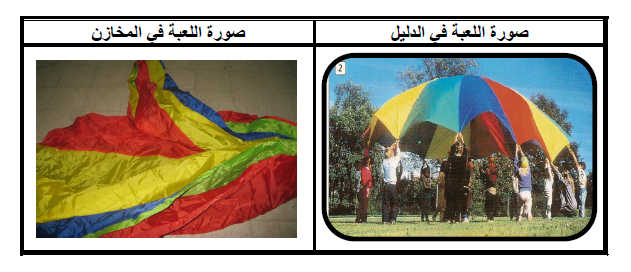 صورة اللعبة في الدليل
صورة اللعبة في المخازن
2